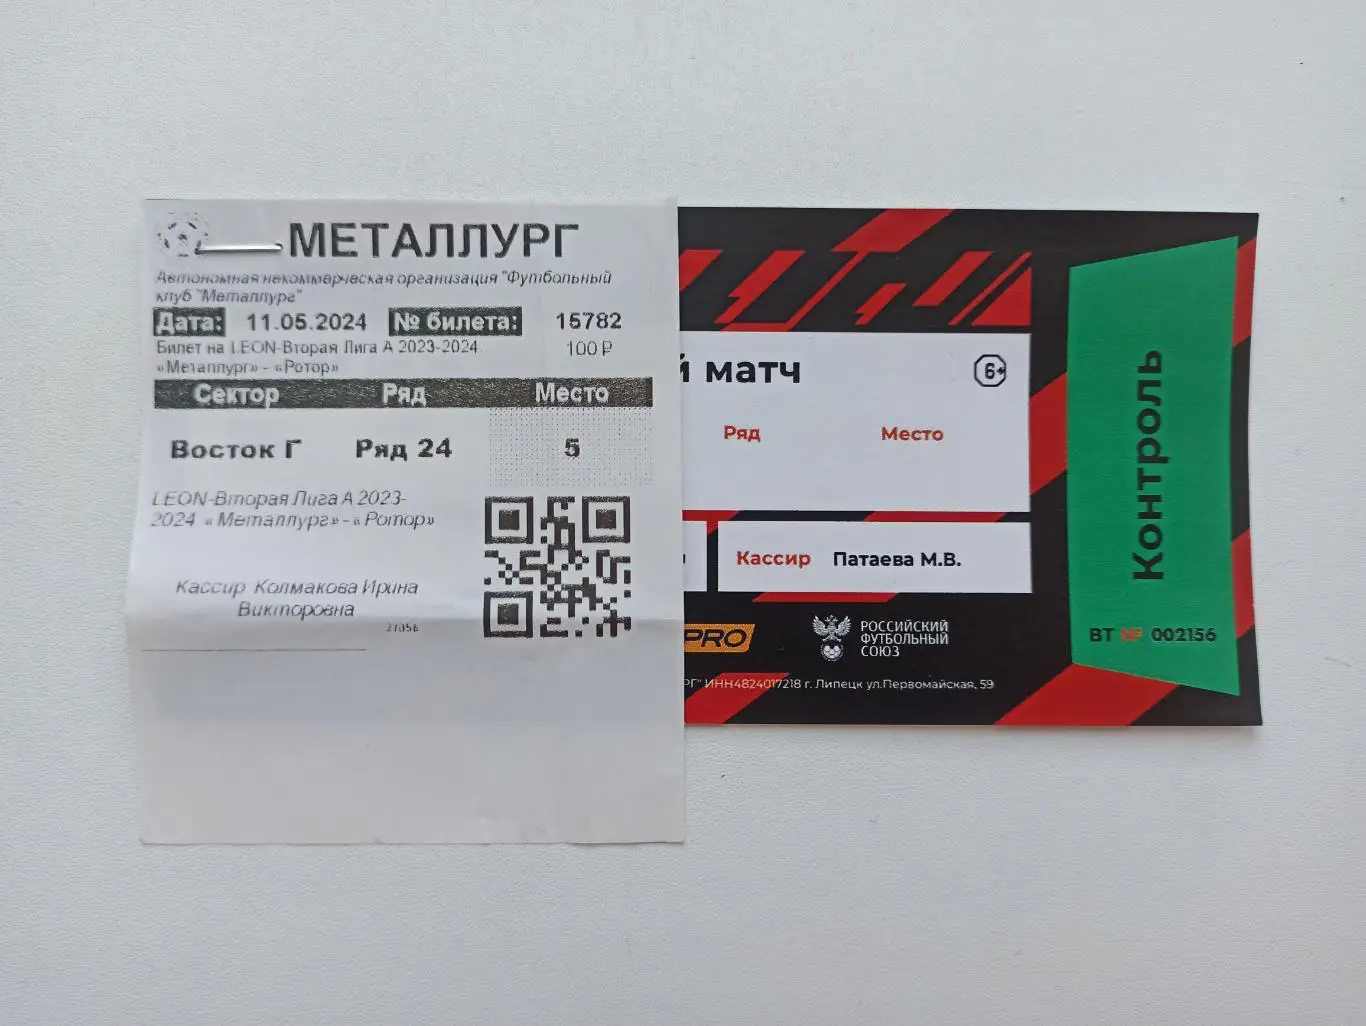 МЕТАЛЛУРГ
Автономная некоммерческая организация "Футбольный
клуб "Металлург"
Дата: 11.05.2024 № билета: 15782
Билет на LEON-Вторая Лига А 2023-2024 100 ₽
«Металлург» - «Ротор»
Сектор Ряд Место
Восток Г Ряд 24 5
LEON-Вторая Лига А 2023-
2024 «Металлург» - «Ротор»
Кассир Колмакова Ирина
Викторовна
27056
й матч 6+
Ряд Место
Кассир Патаева М.В.
PRO
РОССИЙСКИЙ
ФУТБОЛЬНЫЙ
СОЮЗ
РГ" ИНН4824017218 г. Липецк ул.Первомайская, 59
Контроль
ВТ № 002156